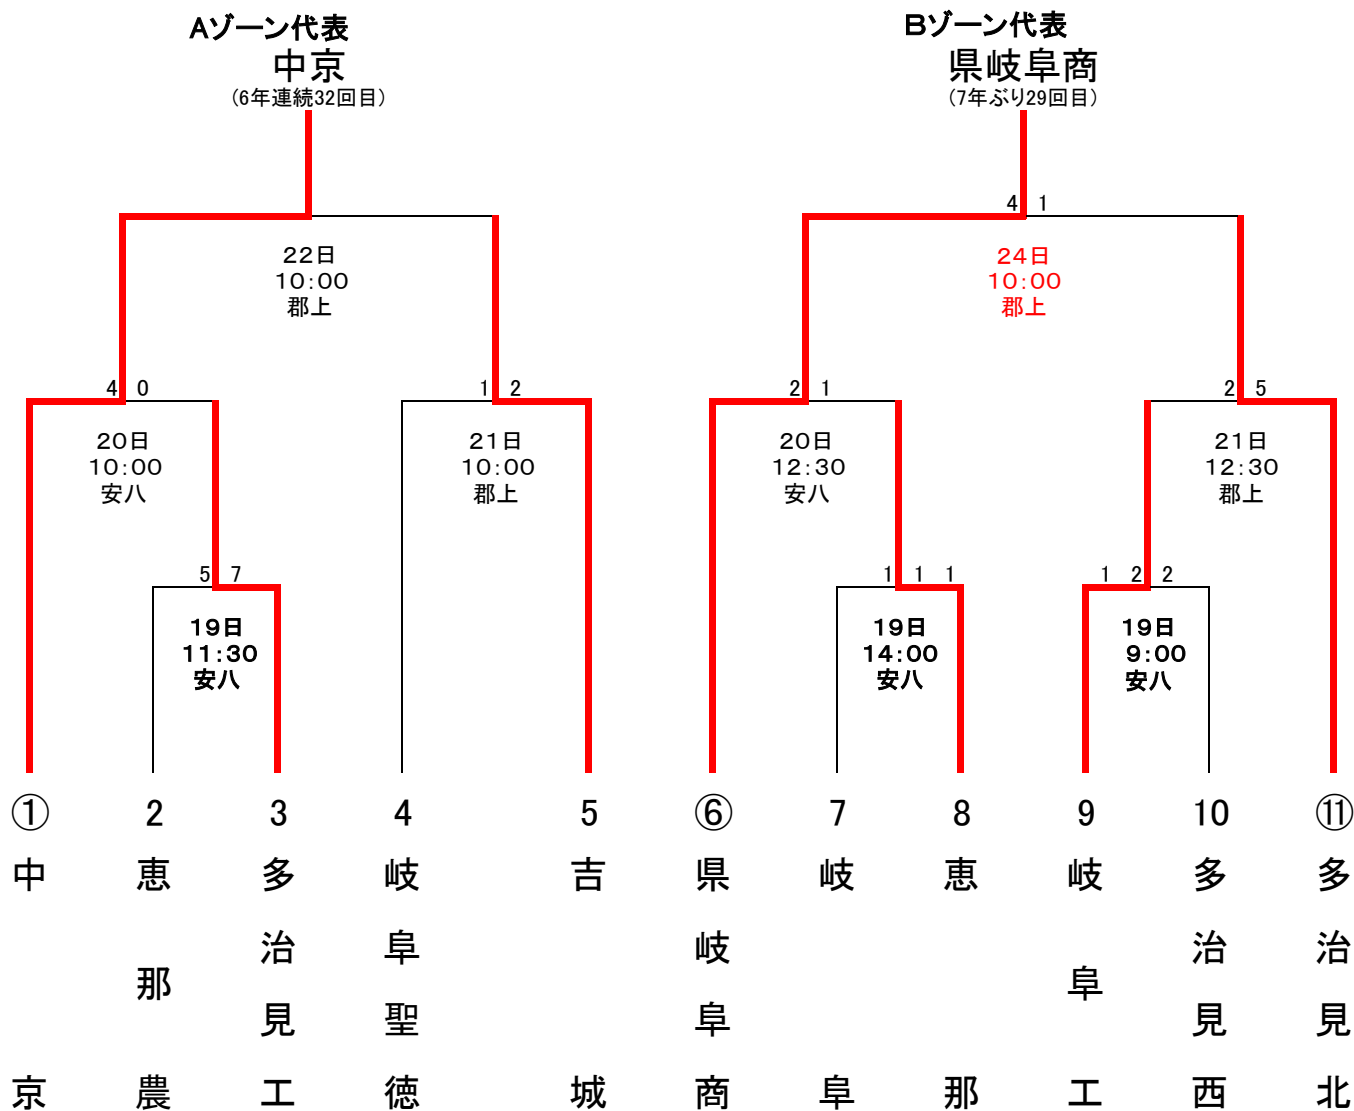 Aゾーン代表
中京
(6年連続32回目)
Bゾーン代表
県岐阜商
(7年ぶり29回目)
4 1
22日
10:00
郡上
24日
10:00
郡上
4 0
1 2
2 1
2 5
20日
10:00
安八
21日
10:00
郡上
20日
12:30
安八
21日
12:30
郡上
5 7
1 1 1
1 2 2
19日
11:30
安八
19日
14:00
安八
19日
9:00
安八
① 2 3 4 5 ⑥ 7 8 9 10 ⑪
中京
恵那農
多治見工
岐阜聖徳
吉城
県岐阜商
岐阜
恵那
岐阜工
多治見西
多治見北